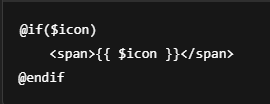 @if($icon)
    <span>{{ $icon }}</span>
@endif